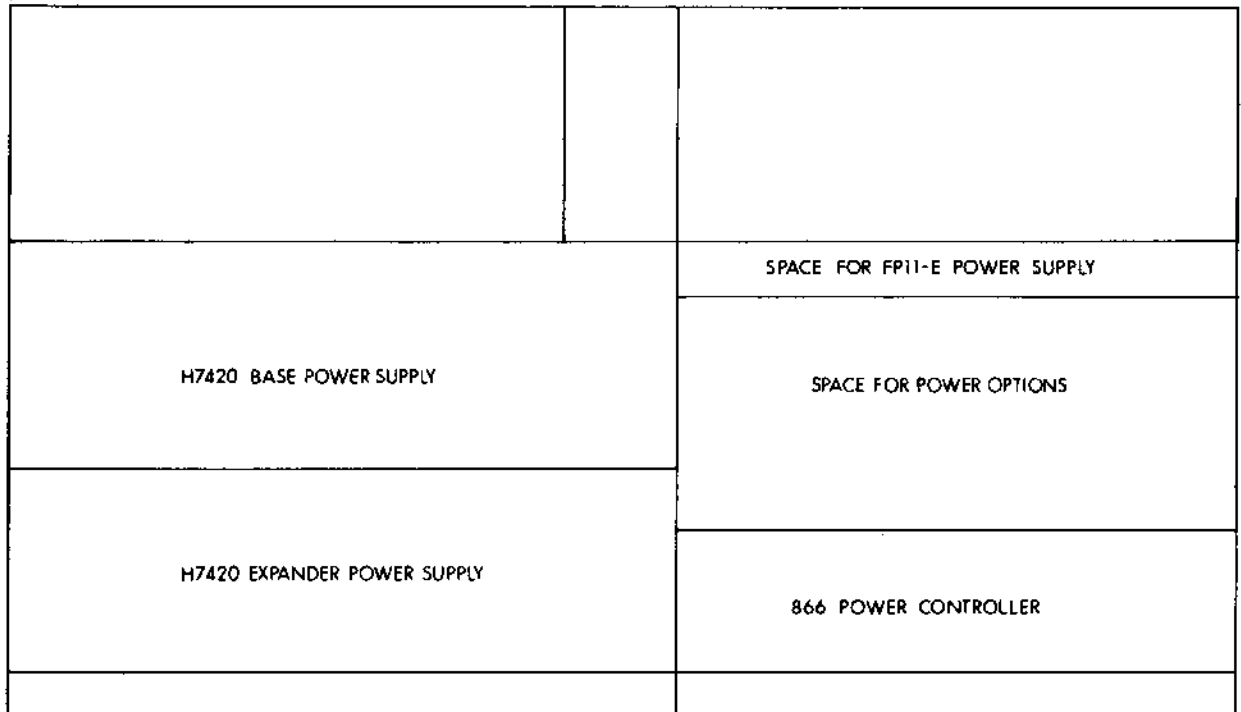 SPACE FOR FP11-E POWER SUPPLY
H7420 BASE POWER SUPPLY
SPACE FOR POWER OPTIONS
H7420 EXPANDER POWER SUPPLY
866 POWER CONTROLLER